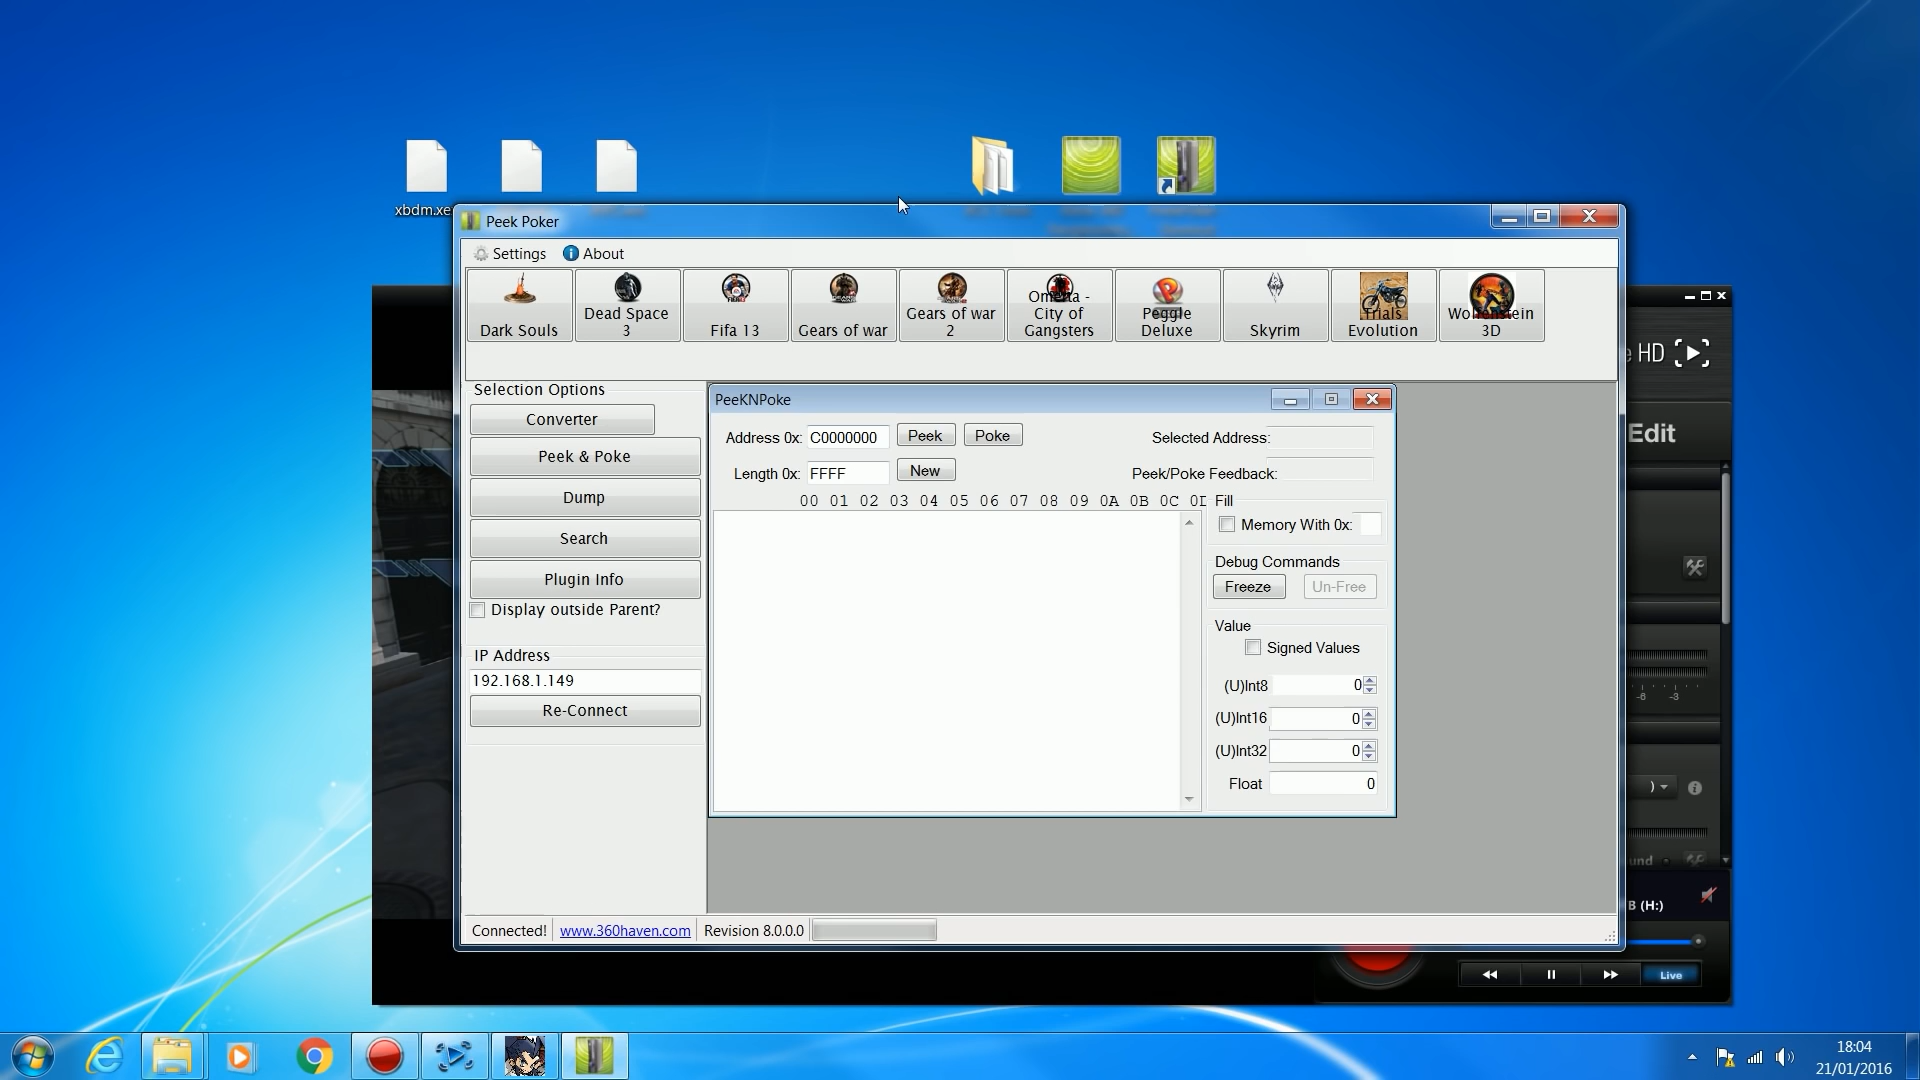 xbdm.xe
Peek Poker
Settings
About
Dark Souls
Dead Space
3
Fifa 13
Gears of war
Gears of war
2
Omerta -
City of
Gangsters
Peggle
Deluxe
Skyrim
Trials
Evolution
Wolfenstein
3D
HD
Edit
Selection Options
Converter
Peek & Poke
Dump
Search
Plugin Info
Display outside Parent?
IP Address
192.168.1.149
Re-Connect
PeeKNPoke
Address 0x: C0000000 Peek Poke
Selected Address:
Length 0x: FFFF New
Peek/Poke Feedback:
00 01 02 03 04 05 06 07 08 09 0A 0B 0C
Fill
Memory With 0x:
Debug Commands
Freeze Un-Free
Value
Signed Values
(U)Int8 0
(U)Int16 0
(U)Int32 0
Float 0
-6 -3
und
B (H:)
Live
Connected! www.360haven.com Revision 8.0.0.0
18:04
21/01/2016